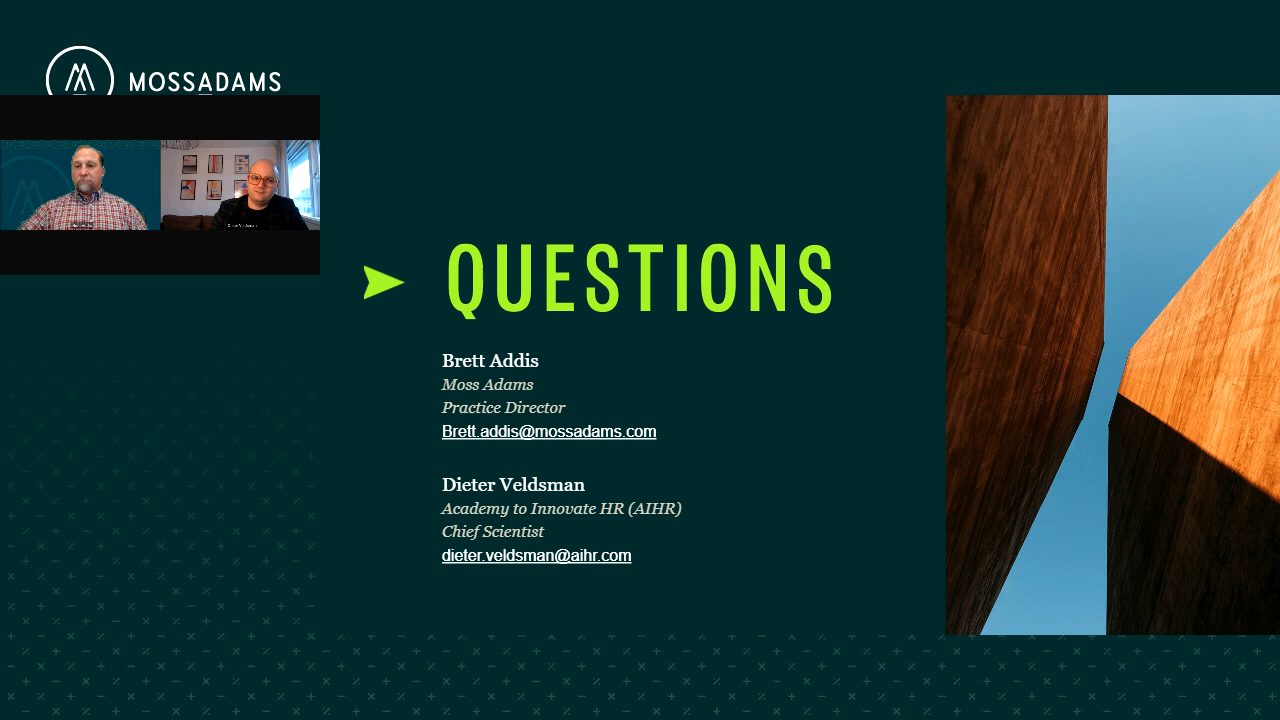 MOSSADAMS
QUESTIONS
Brett Addis
Moss Adams
Practice Director
Brett.addis@mossadams.com
Dieter Veldsman
Academy to Innovate HR (AIHR)
Chief Scientist
dieter.veldsman@aihr.com